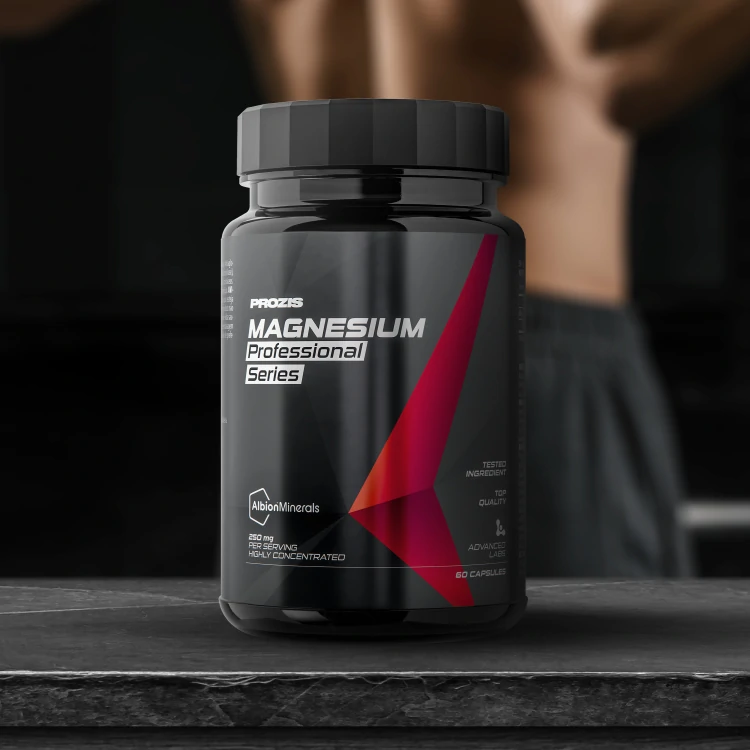 PROZIS
MAGNESIUM
Professional
Series
AlbionMinerals
250 mg
PER SERVING
HIGHLY CONCENTRATED
TESTED
INGREDIENT
TOP
QUALITY
ADVANCED
LABS
60 CAPSULES